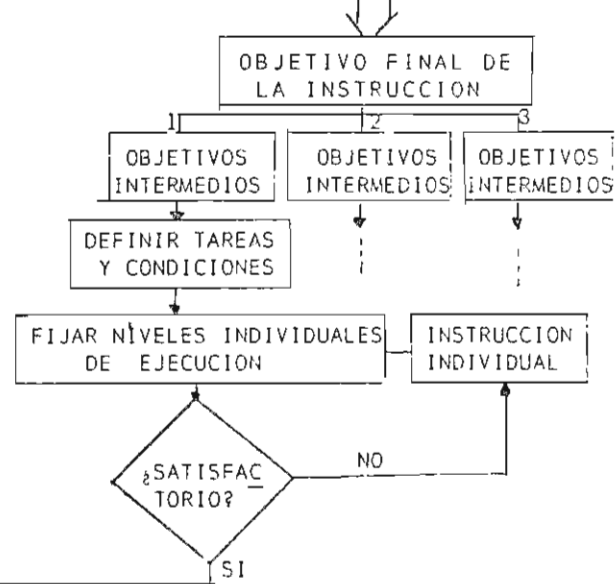 OBJETIVO FINAL DE
LA INSTRUCCION
1
2
3
OBJETIVOS
INTERMEDIOS
OBJETIVOS
INTERMEDIOS
OBJETIVOS
INTERMEDIOS
DEFINIR TAREAS
Y CONDICIONES
FIJAR NIVELES INDIVIDUALES
DE EJECUCION
INSTRUCCION
INDIVIDUAL
¿SATISFAC
TORIO?
NO
SI